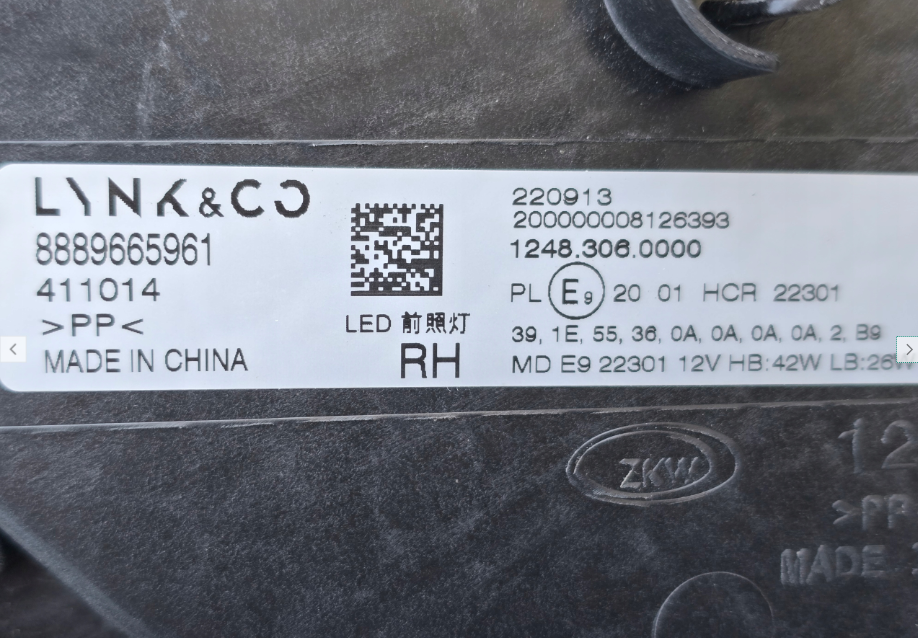 LYNK&CO
8889665961
411014
>PP<
MADE IN CHINA
LED 前照灯
RH
220913
200000008126393
1248.306.0000
PL E9 20 01 HCR 22301
39, 1E, 55, 36, 0A, 0A, 0A, 0A, 2, B9
MD E9 22301 12V HB:42W LB:26W
ZKW
12
>PP
MADE